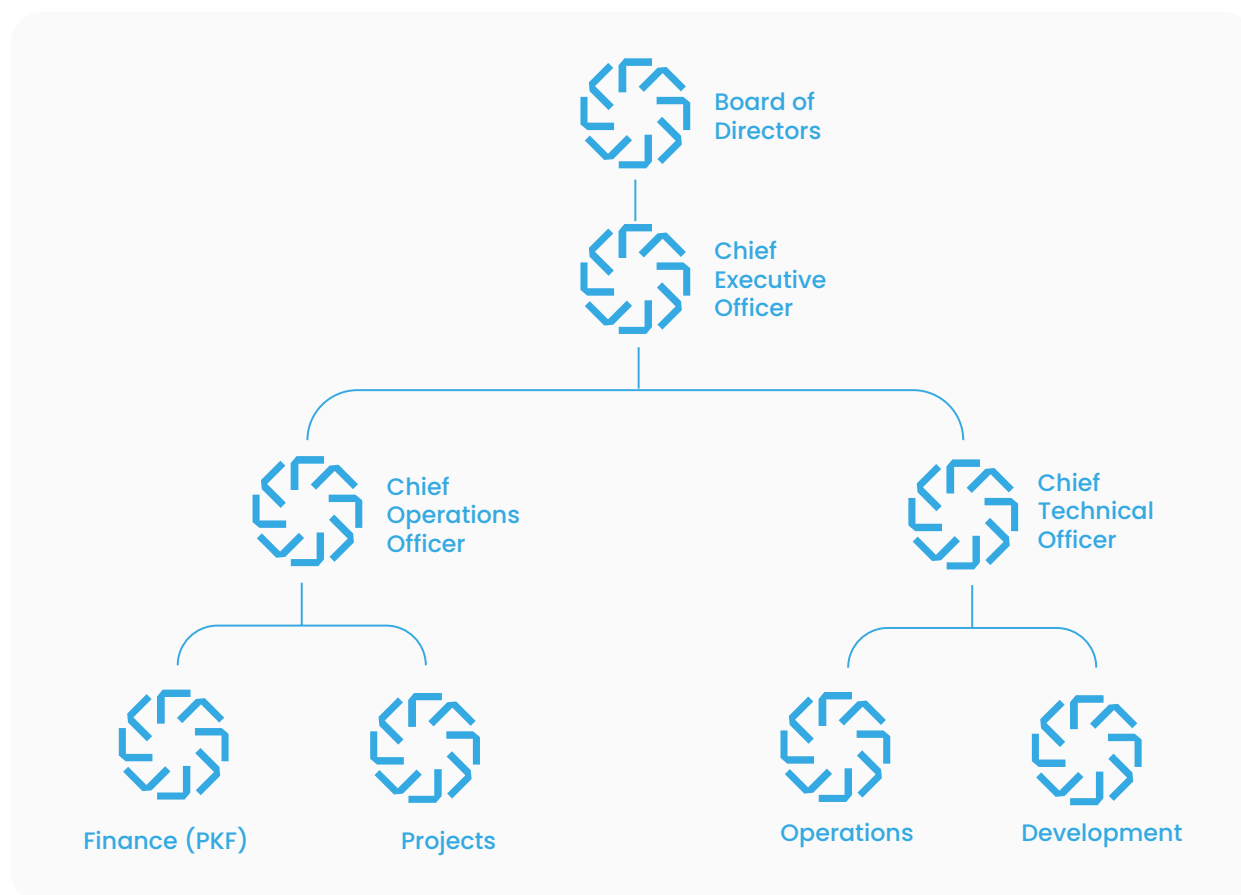 Board of
Directors
Chief
Executive
Officer
Chief
Operations
Officer
Chief
Technical
Officer
Finance (PKF)
Projects
Operations
Development